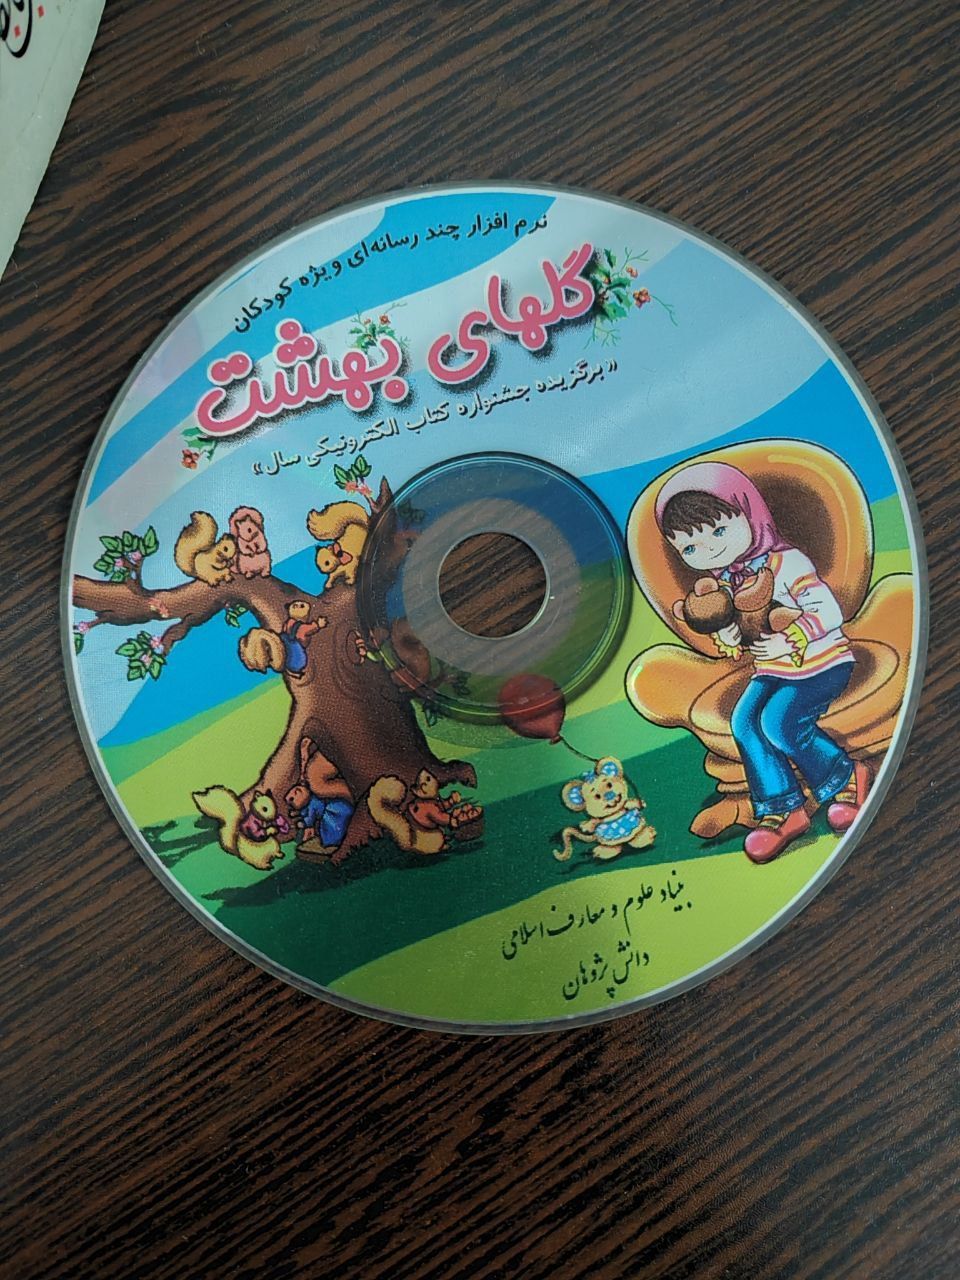 نرم افزار چند رسانه‌ای ویژه کودکان
گلهای بهشت
«برگزیده جشنواره کتاب الکترونیکی سال»
بنیاد علوم و معارف اسلامی
دانش پژوهان